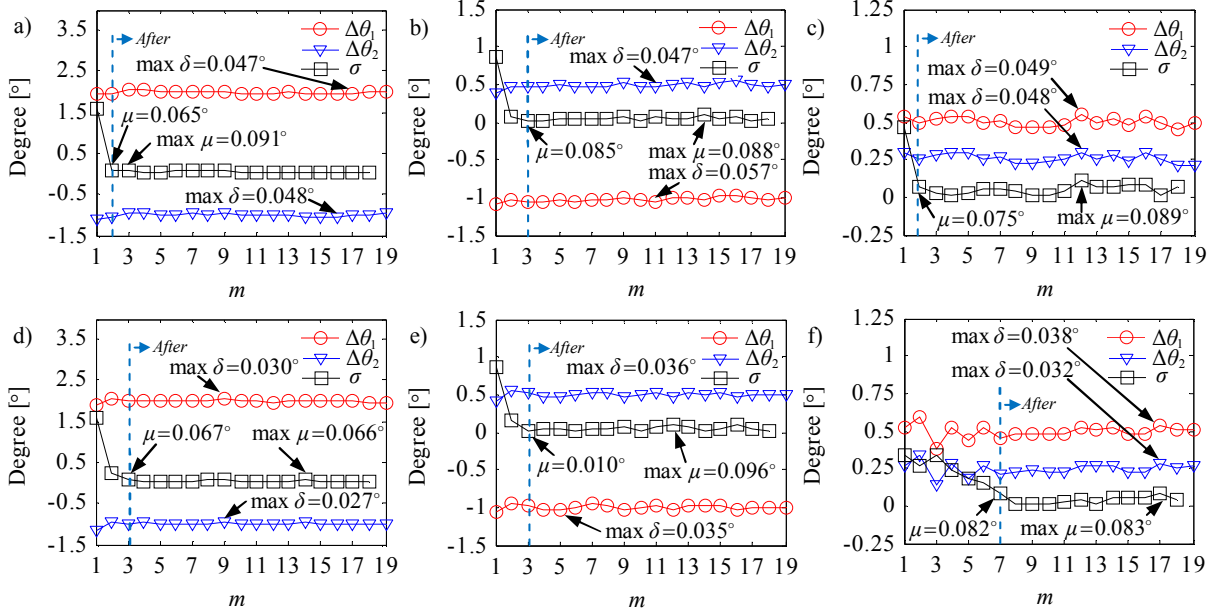 a)
3.5
2.0
0.5
-0.5
-1.5
Degree [°]
After
Δθ1
Δθ2
σ
max δ=0.047°
μ=0.065°
max μ=0.091°
max δ=0.048°
1 3 5 7 9 11 13 15 17 19
m
b)
1.5
1
0.5
0
-0.5
-1
-1.5
Degree [°]
After
Δθ1
Δθ2
σ
max δ=0.047°
μ=0.085°
max μ=0.088°
max δ=0.057°
1 3 5 7 9 11 13 15 17 19
m
c)
1.25
1
0.75
0.5
0.25
0
-0.25
Degree [°]
After
Δθ1
Δθ2
σ
max δ=0.049°
max δ=0.048°
μ=0.075°
max μ=0.089°
1 3 5 7 9 11 13 15 17 19
m
d)
3.5
2.0
0.5
-0.5
-1.5
Degree [°]
After
Δθ1
Δθ2
σ
max δ=0.030°
μ=0.067°
max μ=0.066°
max δ=0.027°
1 3 5 7 9 11 13 15 17 19
m
e)
1.5
1
0.5
0
-0.5
-1
-1.5
Degree [°]
After
Δθ1
Δθ2
σ
max δ=0.036°
μ=0.010°
max μ=0.096°
max δ=0.035°
1 3 5 7 9 11 13 15 17 19
m
f)
1.25
1
0.75
0.5
0.25
0
-0.25
Degree [°]
max δ=0.038°
Δθ1
max δ=0.032°
Δθ2
σ
After
μ=0.082°
max μ=0.083°
1 3 5 7 9 11 13 15 17 19
m